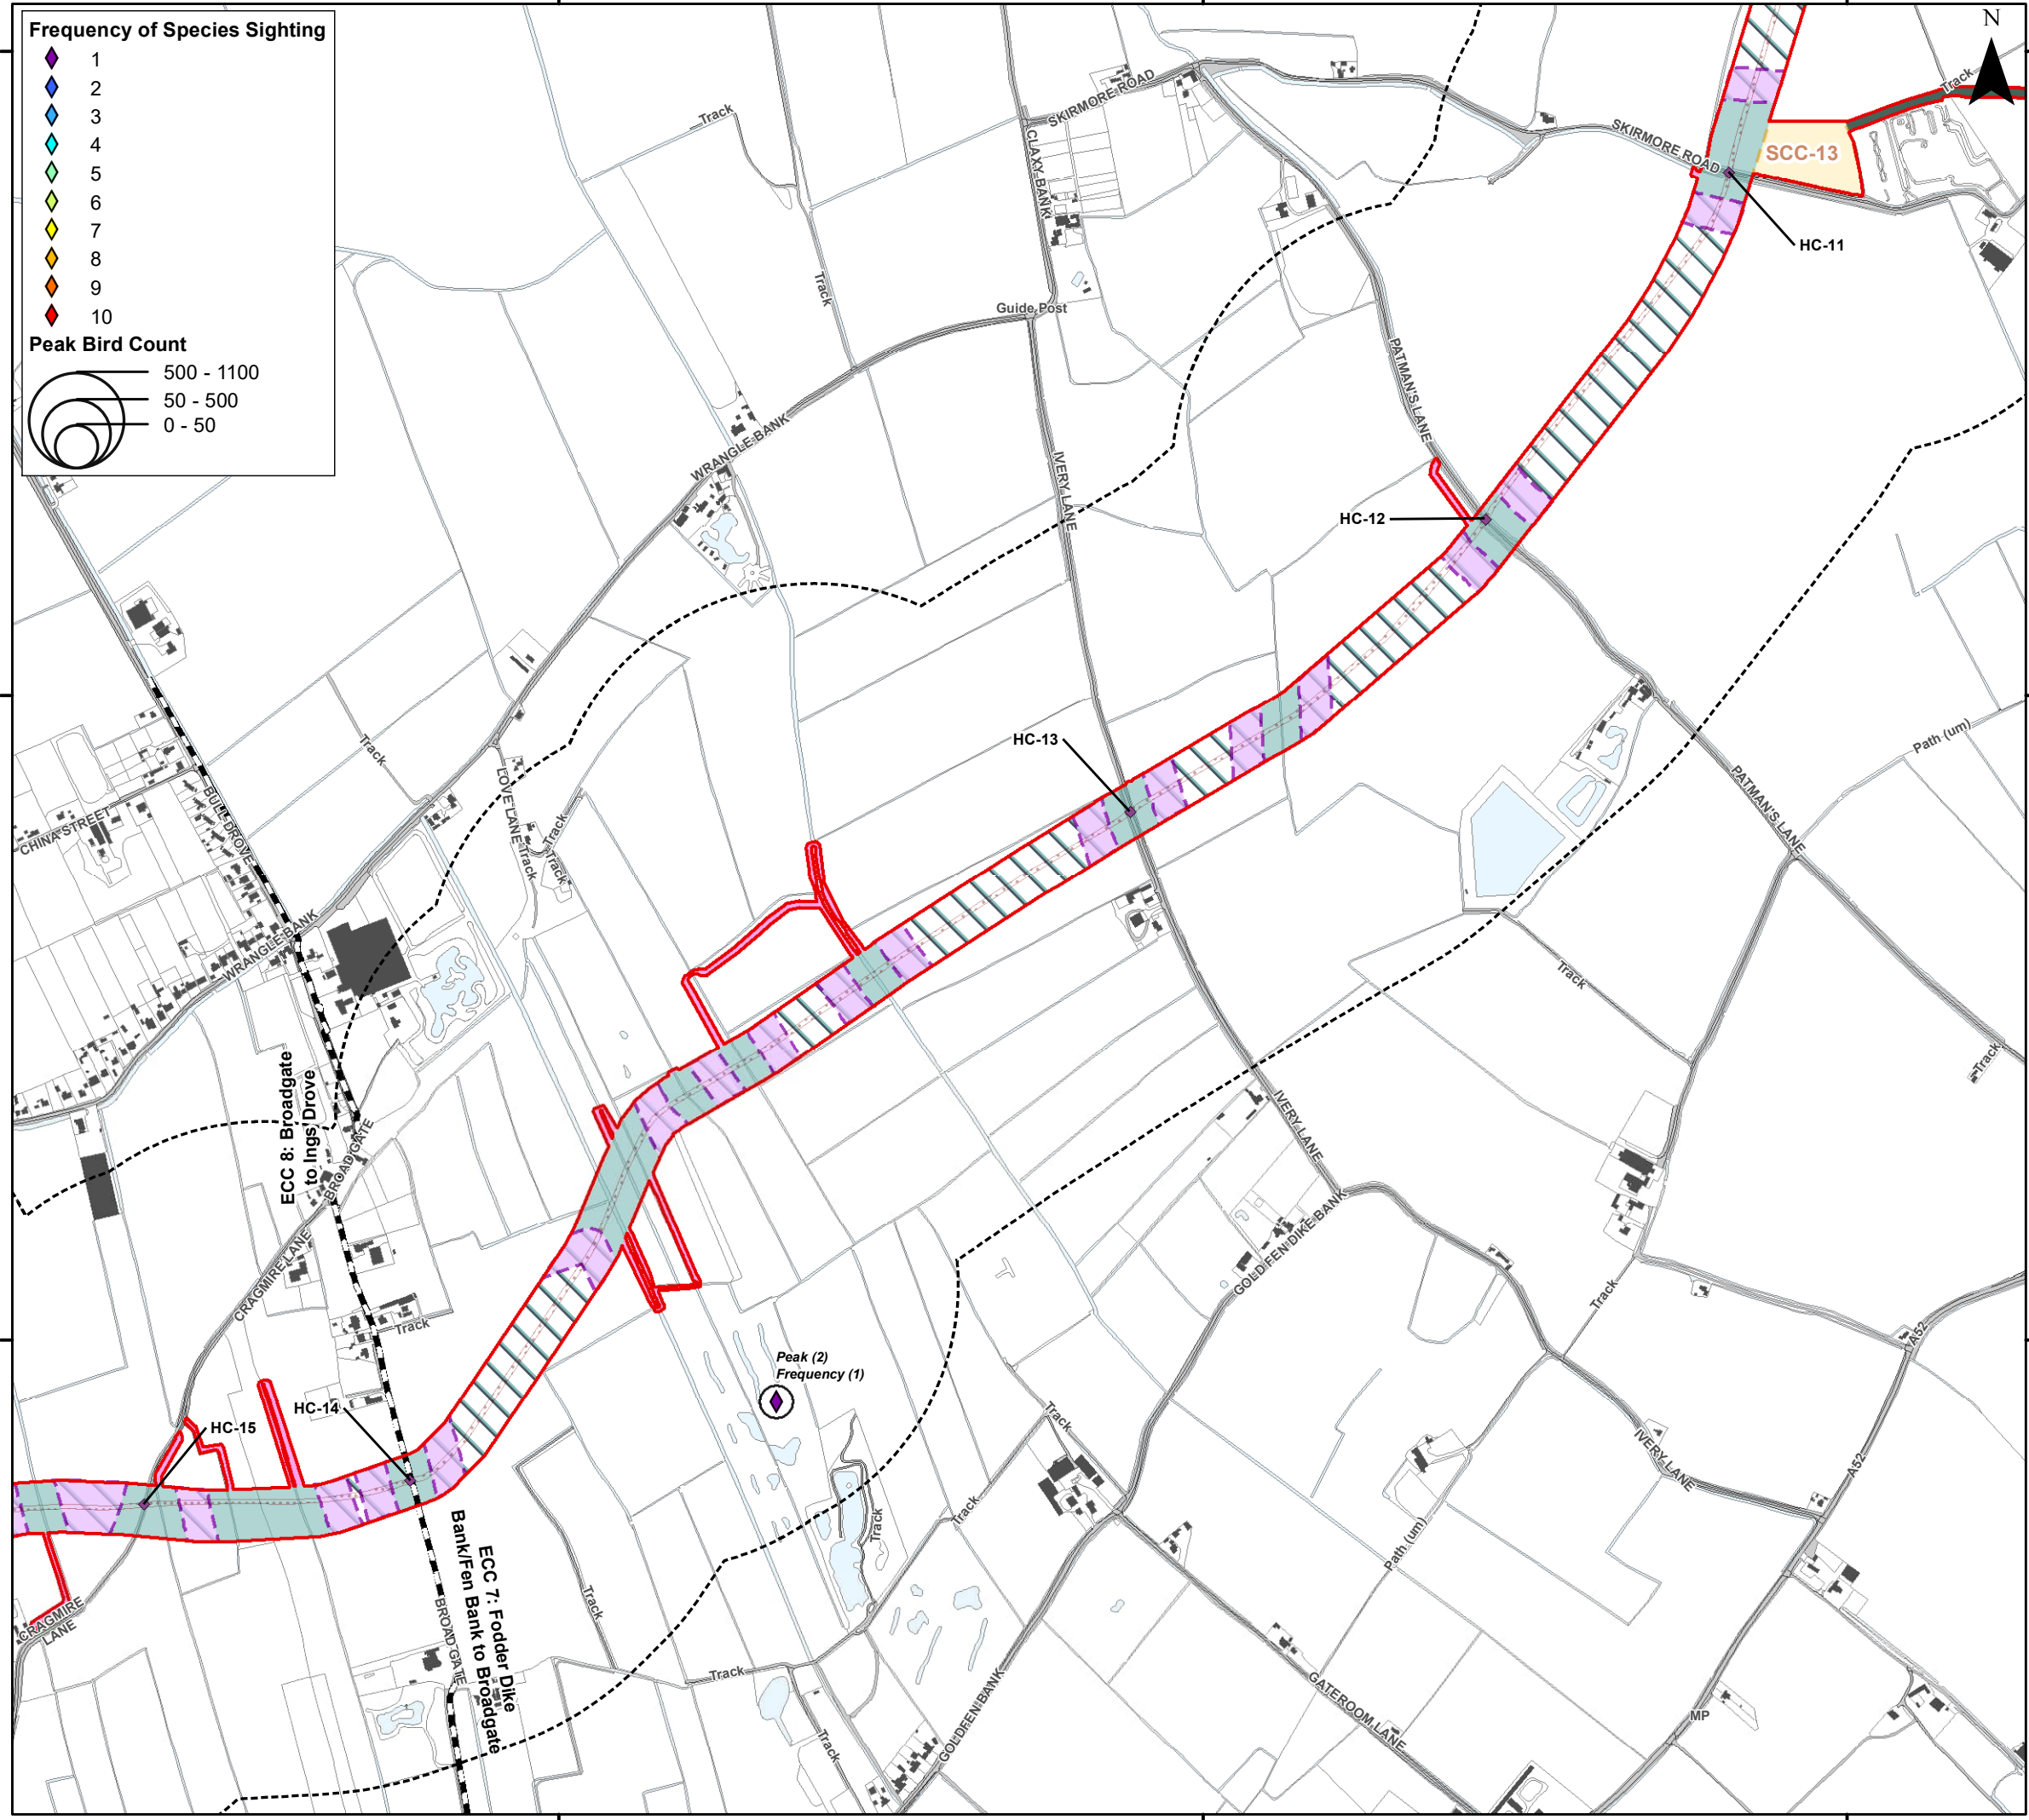 Frequency of Species Sighting
1
2
3
4
5
6
7
8
9
10
Peak Bird Count
500 - 1100
50 - 500
0 - 50
N
Track
SKIRMORE ROAD
Track
CLAXY BANK
SKIRMORE ROAD
SCC-13
HC-11
Track
Guide Post
PATMAN'S LANE
WRANGLE BANK
IVERY LANE
HC-12
Track
HC-13
Path (um)
PATMAN'S LANE
LOVE LANE
Track
Track
Track
CHINA STREET
BULL DROVE
WRANGLE BANK
Track
Track
ECC 8: Broadgate
to Ings Drove
BROAD GATE
IVERY LANE
CRAGMIRE LANE
GOLD FEN DIKE BANK
Track
Track
A52
Peak (2)
Frequency (1)
HC-14
HC-15
Track
IVERY LANE
A52
Track
Track
Path (um)
ECC 7: Fodder Dike
Bank/Fen Bank to Broadgate
BROAD GATE
CRAGMIRE
LANE
Track
Track
Track
GOLDFEN BANK
GATEROOM LANE
MP